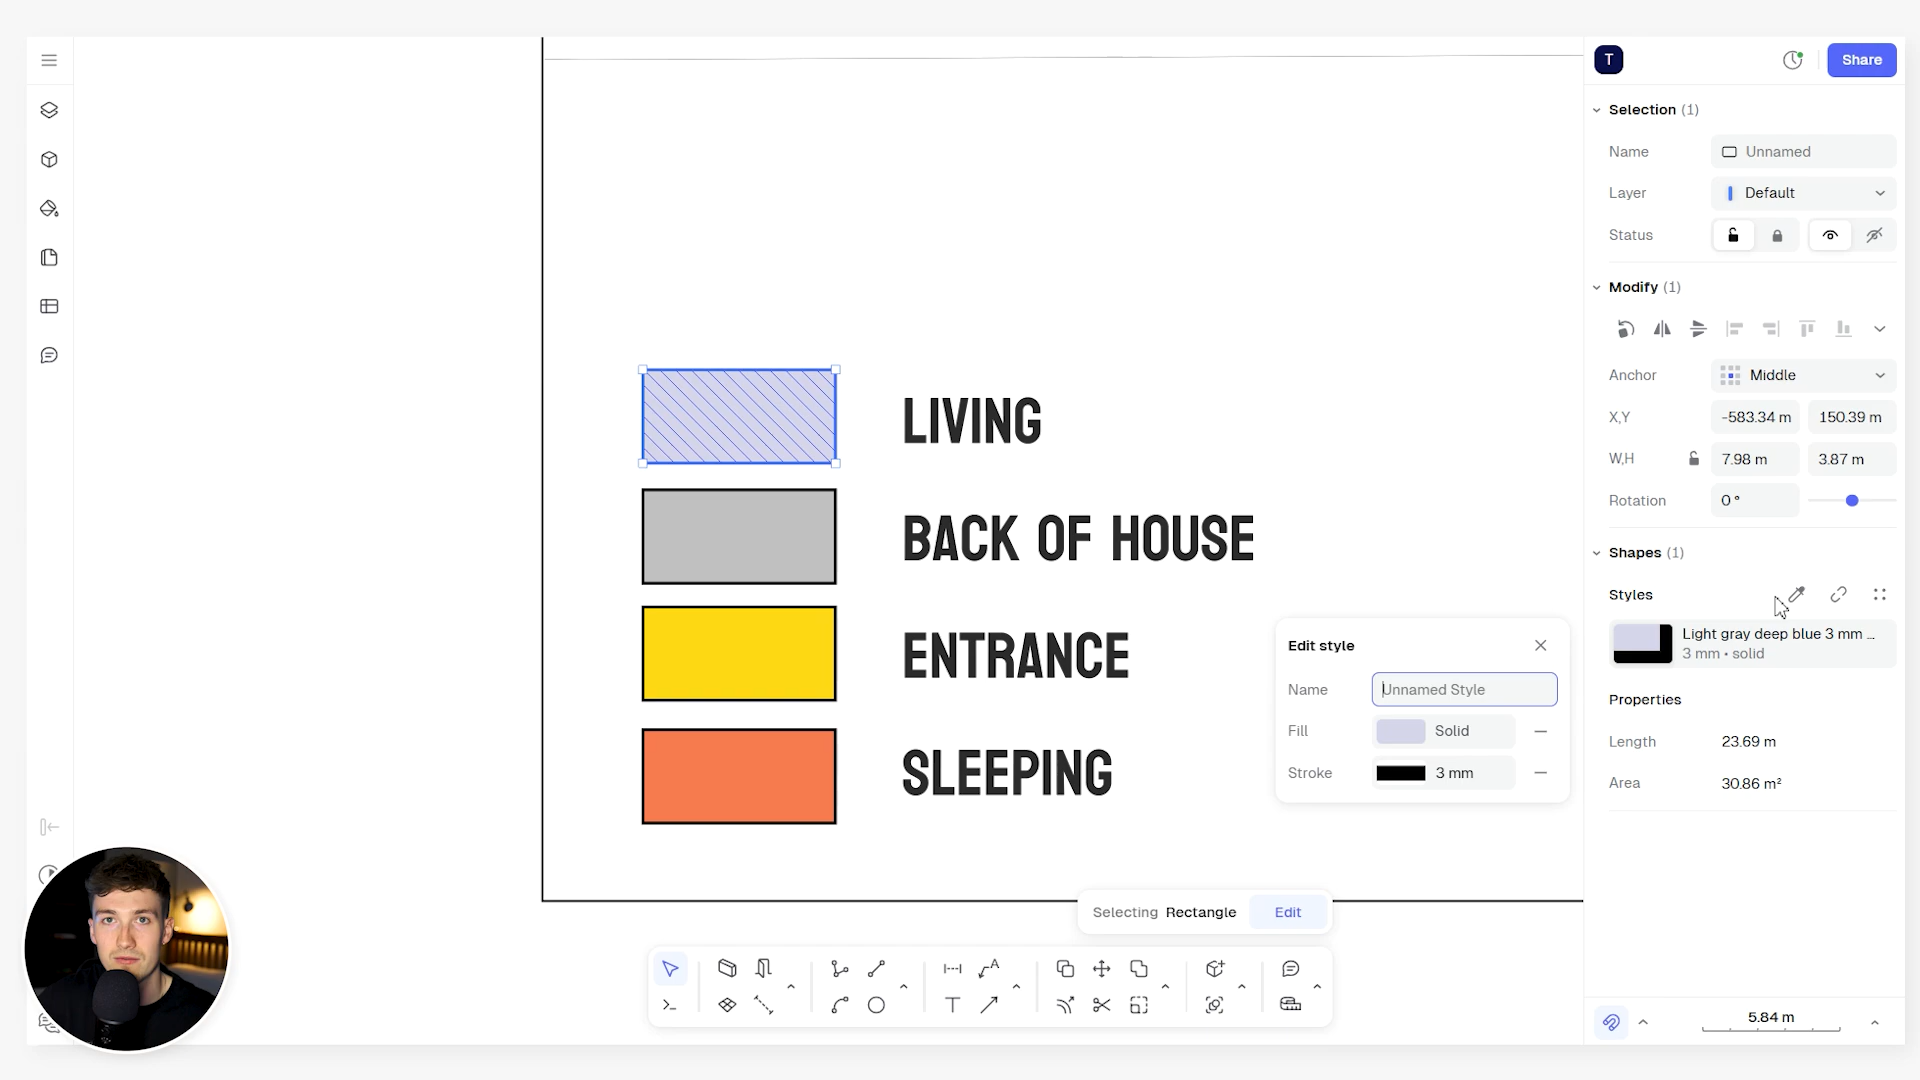 T
Share
Selection (1)
Name
Unnamed
Layer
Default
Status
Modify (1)
Anchor
Middle
X,Y
-583.34 m
150.39 m
W,H
7.98 m
3.87 m
Rotation
0 °
Shapes (1)
Styles
Light gray deep blue 3 mm ...
3 mm • solid
Properties
Length
23.69 m
Area
30.86 m²
LIVING
BACK OF HOUSE
ENTRANCE
SLEEPING
Edit style
Name
Unnamed Style
Fill
Solid
Stroke
3 mm
Selecting Rectangle
Edit
5.84 m